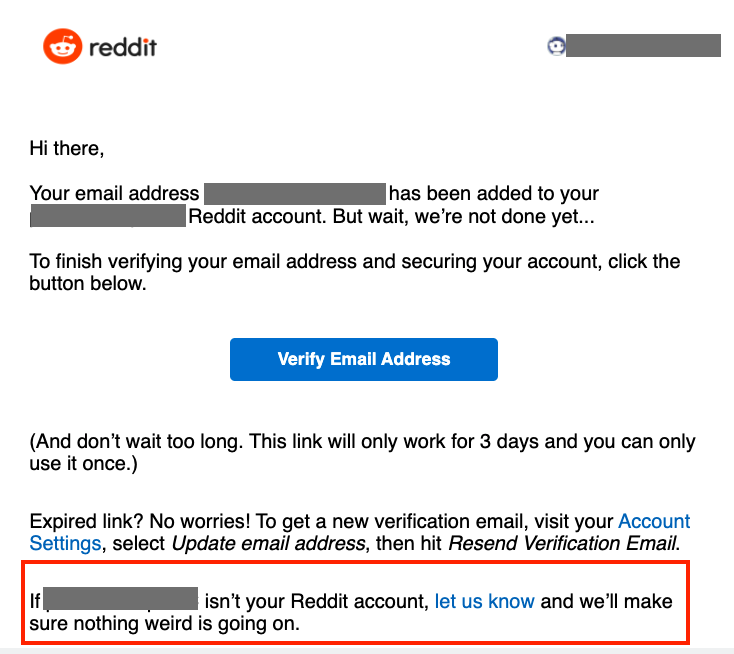 reddit
Hi there,
Your email address has been added to your
Reddit account. But wait, we’re not done yet...
To finish verifying your email address and securing your account, click the
button below.
Verify Email Address
(And don’t wait too long. This link will only work for 3 days and you can only
use it once.)
Expired link? No worries! To get a new verification email, visit your Account
Settings, select Update email address, then hit Resend Verification Email.
If isn’t your Reddit account, let us know and we’ll make
sure nothing weird is going on.